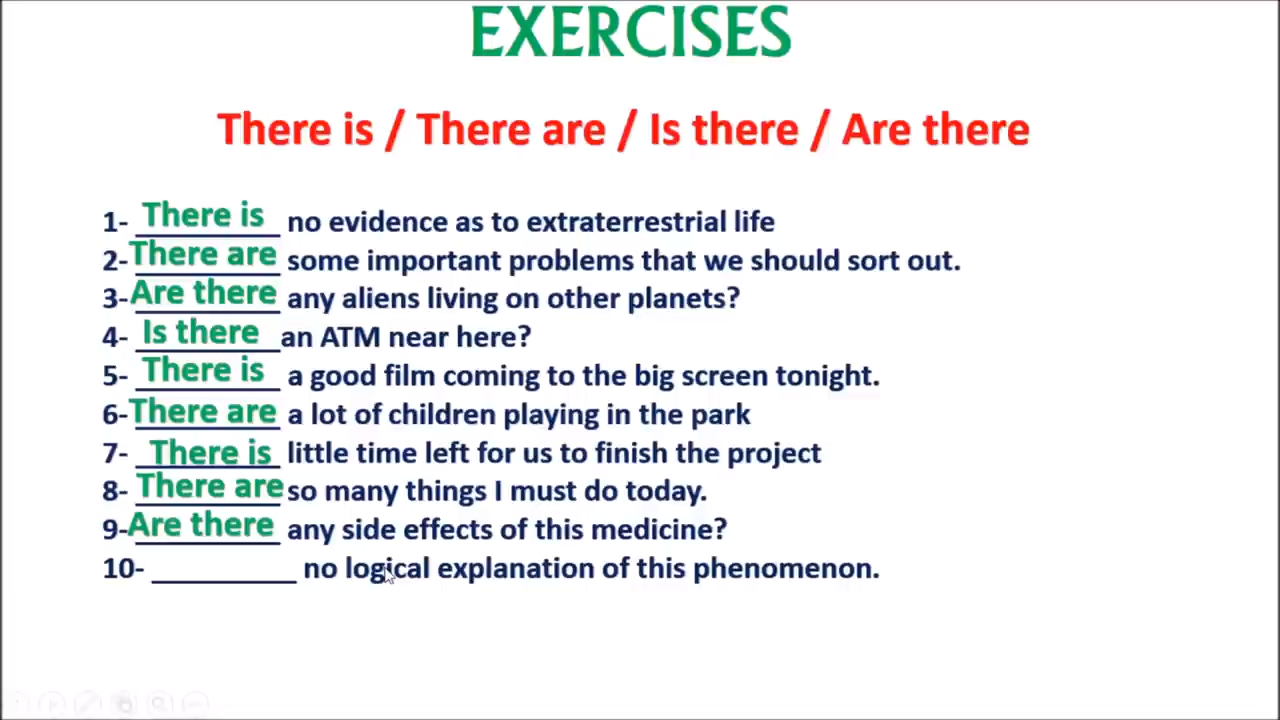 EXERCISES
There is / There are / Is there / Are there
1- There is no evidence as to extraterrestrial life
2- There are some important problems that we should sort out.
3- Are there any aliens living on other planets?
4- Is there an ATM near here?
5- There is a good film coming to the big screen tonight.
6- There are a lot of children playing in the park
7- There is little time left for us to finish the project
8- There are so many things I must do today.
9- Are there any side effects of this medicine?
10- __________ no logical explanation of this phenomenon.